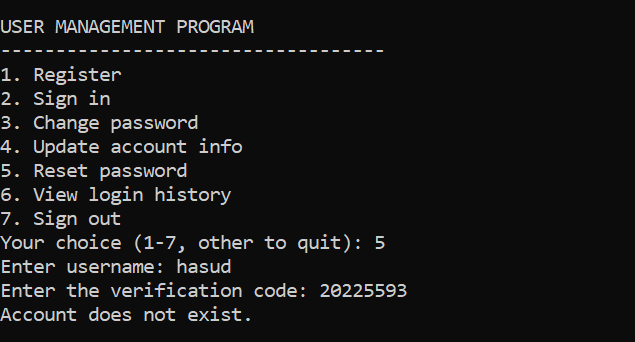 USER MANAGEMENT PROGRAM
-----------------------------------
1. Register
2. Sign in
3. Change password
4. Update account info
5. Reset password
6. View login history
7. Sign out
Your choice (1-7, other to quit): 5
Enter username: hasud
Enter the verification code: 20225593
Account does not exist.